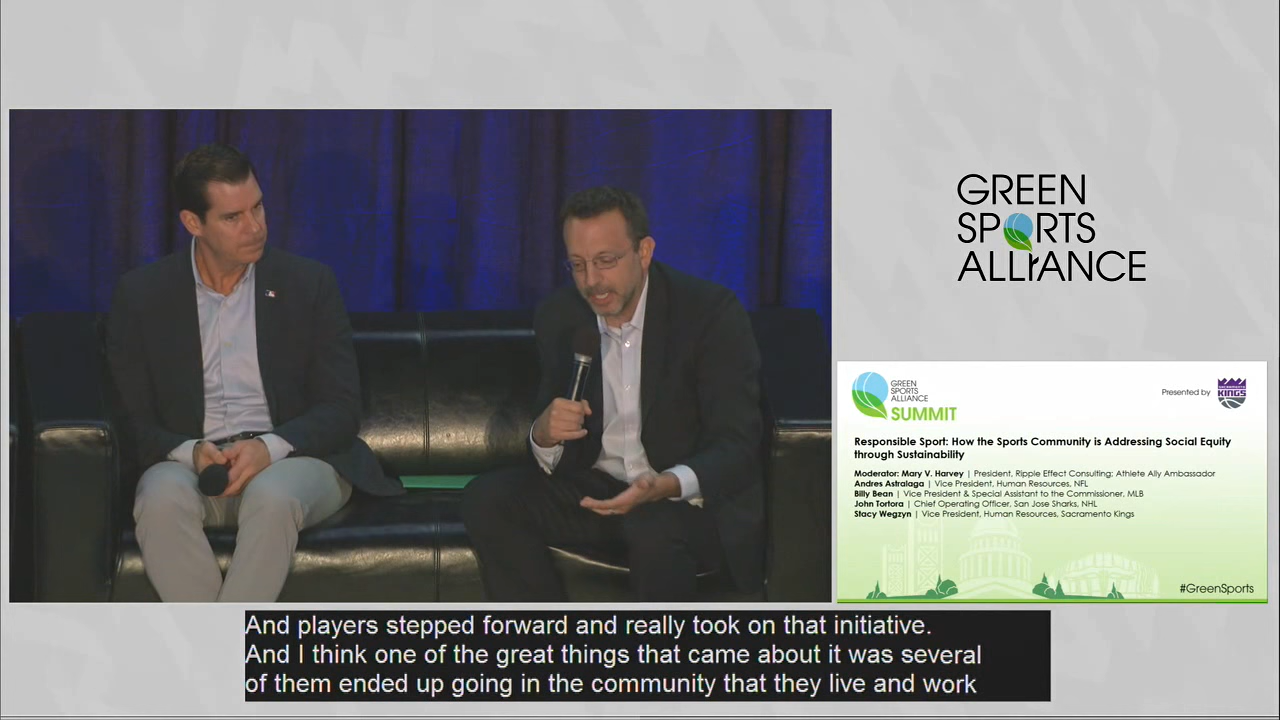 GREEN
SPORTS
ALLIANCE
GREEN
SPORTS
ALLIANCE
SUMMIT
Presented by
SACRAMENTO
KINGS
Responsible Sport: How the Sports Community is Addressing Social Equity
through Sustainability
Moderator: Mary V. Harvey | President, Ripple Effect Consulting; Athlete Ally Ambassador
Andres Astralaga | Vice President, Human Resources, NFL
Billy Bean | Vice President & Special Assistant to the Commissioner, MLB
John Tortora | Chief Operating Officer, San Jose Sharks, NHL
Stacy Wegzyn | Vice President, Human Resources, Sacramento Kings
#GreenSports
And players stepped forward and really took on that initiative.
And I think one of the great things that came about it was several
of them ended up going in the community that they live and work